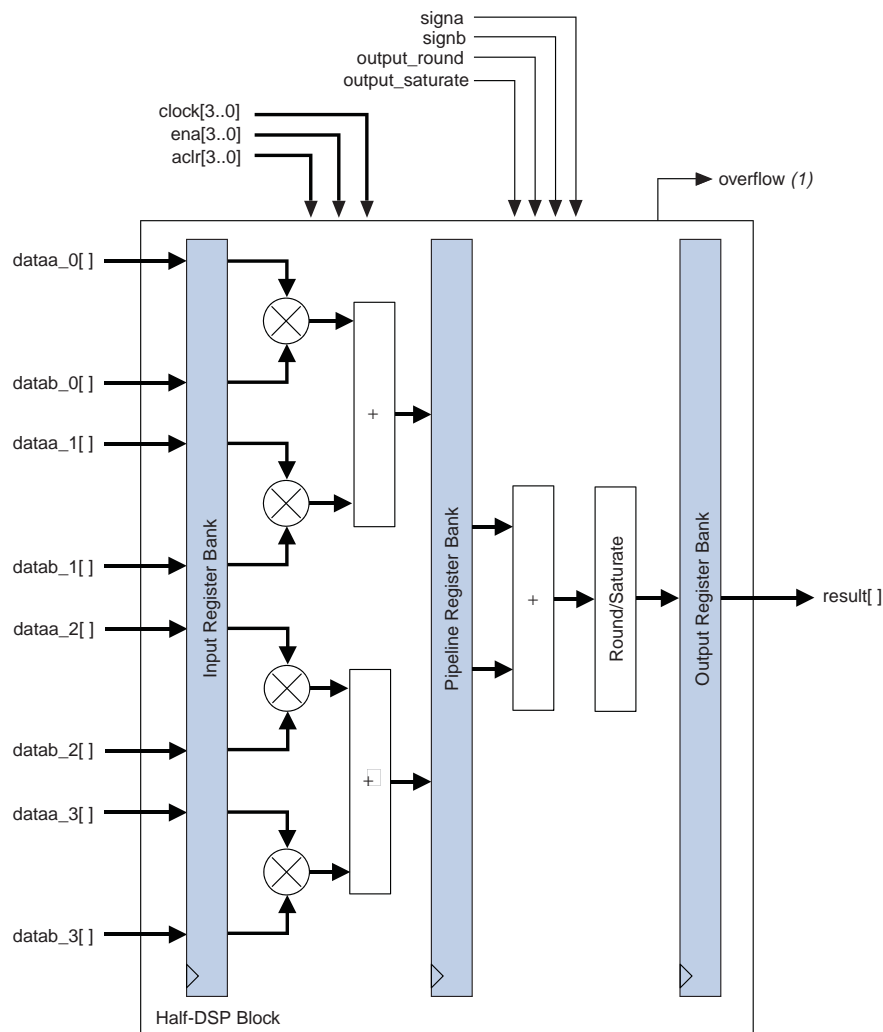 signa
signb
output_round
output_saturate
clock[3..0]
ena[3..0]
aclr[3..0]
overflow (1)
dataa_0[ ]
datab_0[ ]
dataa_1[ ]
datab_1[ ]
dataa_2[ ]
datab_2[ ]
dataa_3[ ]
datab_3[ ]
Input Register Bank
+
+
Pipeline Register Bank
+
Round/Saturate
Output Register Bank
result[ ]
Half-DSP Block